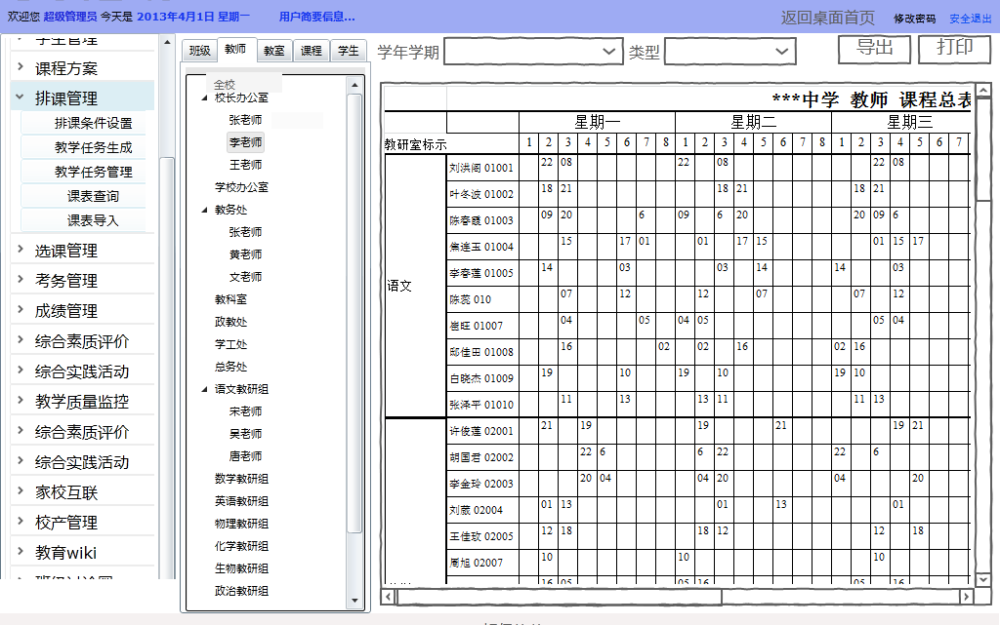 欢迎您 超级管理员 今天是 2013年4月1日 星期一 用户简要信息...
返回桌面首页 修改密码 安全退出
学生管理
课程方案
排课管理
排课条件设置
教学任务生成
教学任务管理
课表查询
课表导入
选课管理
考务管理
成绩管理
综合素质评价
综合实践活动
教学质量监控
综合素质评价
综合实践活动
家校互联
校产管理
教育wiki
班级 教师 教室 课程 学生
全校
校长办公室
张老师
李老师
王老师
学校办公室
教务处
张老师
黄老师
文老师
教科室
政教处
学工处
总务处
语文教研组
宋老师
吴老师
唐老师
数学教研组
英语教研组
物理教研组
化学教研组
生物教研组
政治教研组
学年学期 类型 导出 打印
***中学 教师 课程总表
星期一 星期二 星期三
教研室标示 1 2 3 4 5 6 7 8 1 2 3 4 5 6 7 8 1 2 3 4 5 6 7
语文
刘洪阁 01001 22 08 22 08 22 08
叶冬波 01002 18 21 18 21 18 21
陈春霞 01003 09 20 6 09 6 20 20 09 6
焦连玉 01004 15 17 01 01 17 15 01 15 17
李春莲 01005 14 03 03 14 14 03
陈蕊 010 07 12 12 07 07 12
崔旺 01007 04 05 04 05 05 04
邸佳田 01008 16 02 02 16 02 16
白晓杰 01009 19 10 19 10 19 10
张泽平 01010 11 13 13 11 11 13
许俊莲 02001 21 19 19 21 19 21
胡国君 02002 22 6 6 22 22 6
李金玲 02003 20 04 04 20 04 20
刘葳 02004 01 13 01 13 01
王佳玫 02005 12 18 18 12 12 18
周旭 02007 10 10 10
16 05 05 16 05 16